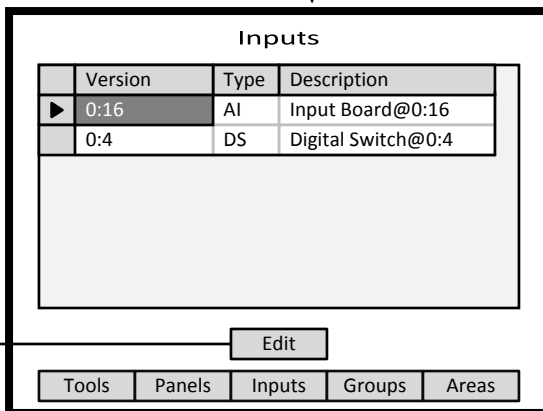 Inputs
Version Type Description
0:16 AI Input Board@0:16
0:4 DS Digital Switch@0:4
Edit
Tools Panels Inputs Groups Areas